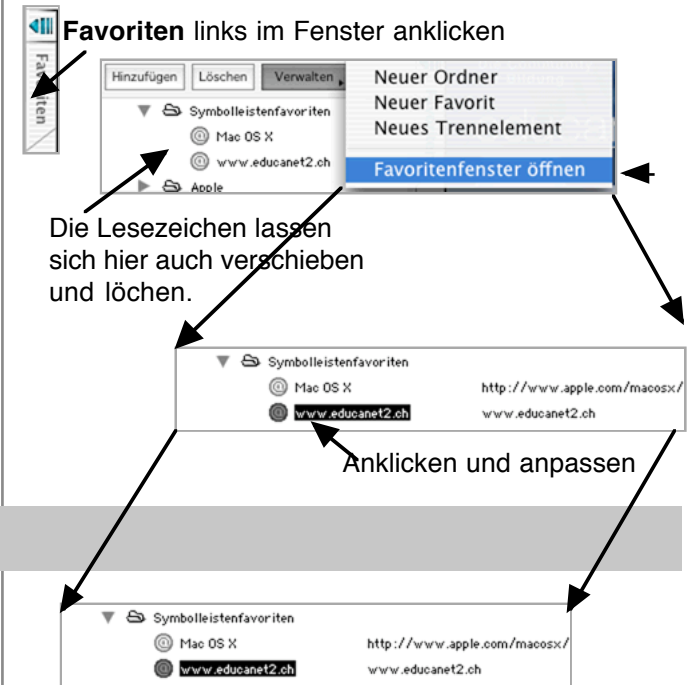 Favoriten links im Fenster anklicken
Favoriten
Hinzufügen Löschen Verwalten
Neuer Ordner
Neuer Favorit
Neues Trennelement
Favoritenfenster öffnen
Symbolleistenfavoriten
Mac OS X
www.educanet2.ch
Apple
Die Lesezeichen lassen
sich hier auch verschieben
und löchen.
Symbolleistenfavoriten
Mac OS X http://www.apple.com/macosx/
www.educanet2.ch www.educanet2.ch
Anklicken und anpassen
Symbolleistenfavoriten
Mac OS X http://www.apple.com/macosx/
www.educanet2.ch www.educanet2.ch